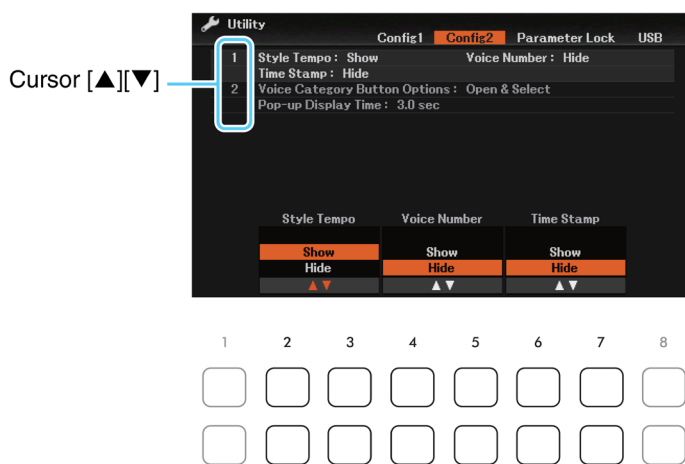 Utility
Config1 Config2 Parameter Lock USB
1 Style Tempo : Show Voice Number : Hide
Time Stamp : Hide
Cursor [▲][▼]
2 Voice Category Button Options : Open & Select
Pop-up Display Time : 3.0 sec
Style Tempo Voice Number Time Stamp
Show Show Show
Hide Hide Hide
▲▼ ▲▼ ▲▼
1 2 3 4 5 6 7 8